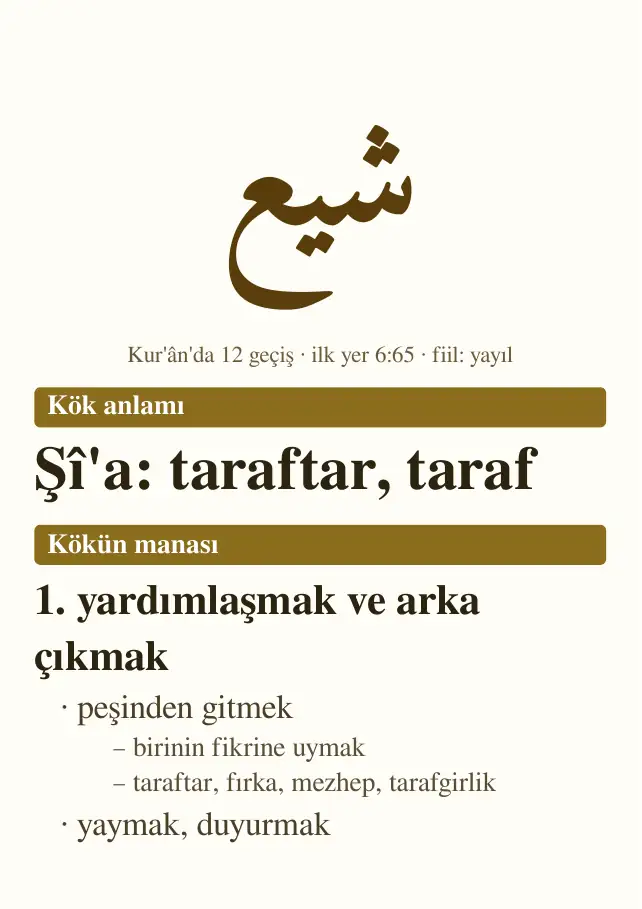 شيع
Kur'ân'da 12 geçiş · ilk yer 6:65 · fiil: yayıl
Kök anlamı
Şî'a: taraftar, taraf
Kökün manası
1. yardımlaşmak ve arka
çıkmak
· peşinden gitmek
– birinin fikrine uymak
– taraftar, fırka, mezhep, tarafgirlik
· yaymak, duyurmak